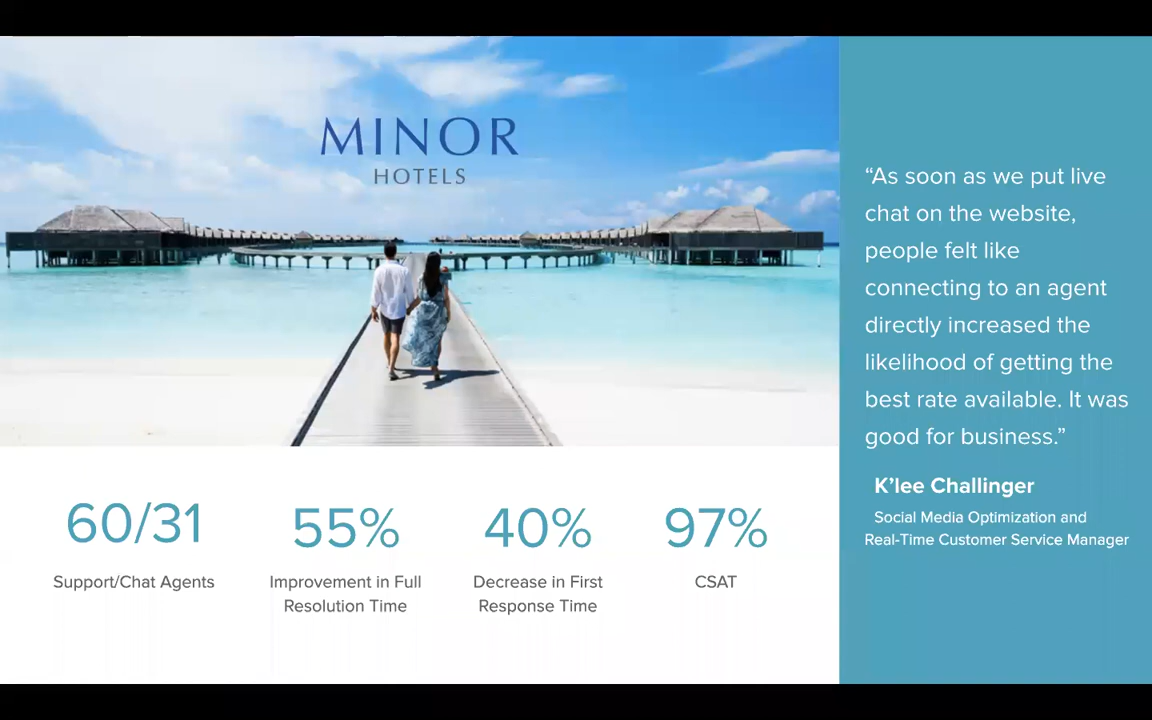 MINOR
HOTELS
“As soon as we put live
chat on the website,
people felt like
connecting to an agent
directly increased the
likelihood of getting the
best rate available. It was
good for business.”
K’lee Challinger
Social Media Optimization and
Real-Time Customer Service Manager
60/31
Support/Chat Agents
55%
Improvement in Full
Resolution Time
40%
Decrease in First
Response Time
97%
CSAT